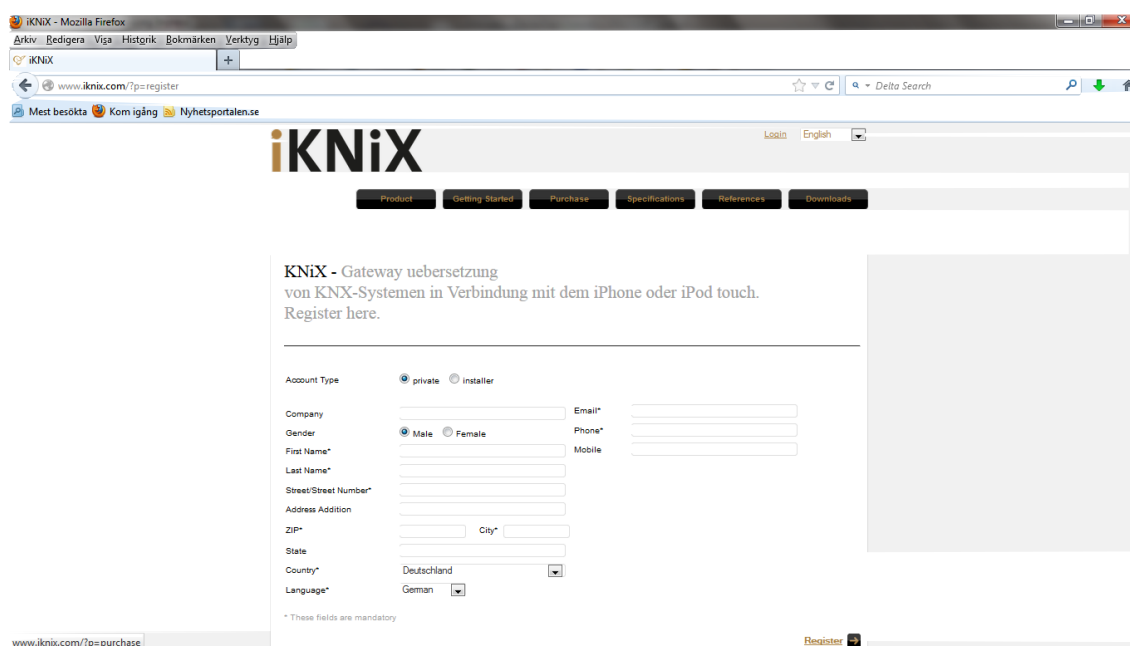 iKNiX - Mozilla Firefox
Arkiv Redigera Visa Historik Bokmärken Verktyg Hjälp
iKNiX +
www.iknix.com/?p=register Delta Search
Mest besökta Kom igång Nyhetsportalen.se
iKNiX
Login English
Product Getting Started Purchase Specifications References Downloads
KNiX - Gateway uebersetzung
von KNX-Systemen in Verbindung mit dem iPhone oder iPod touch.
Register here.
Account Type private installer
Company Email*
Gender Male Female Phone*
First Name* Mobile
Last Name*
Street/Street Number*
Address Addition
ZIP* City*
State
Country* Deutschland
Language* German
* These fields are mandatory
Register
www.iknix.com/?p=purchase